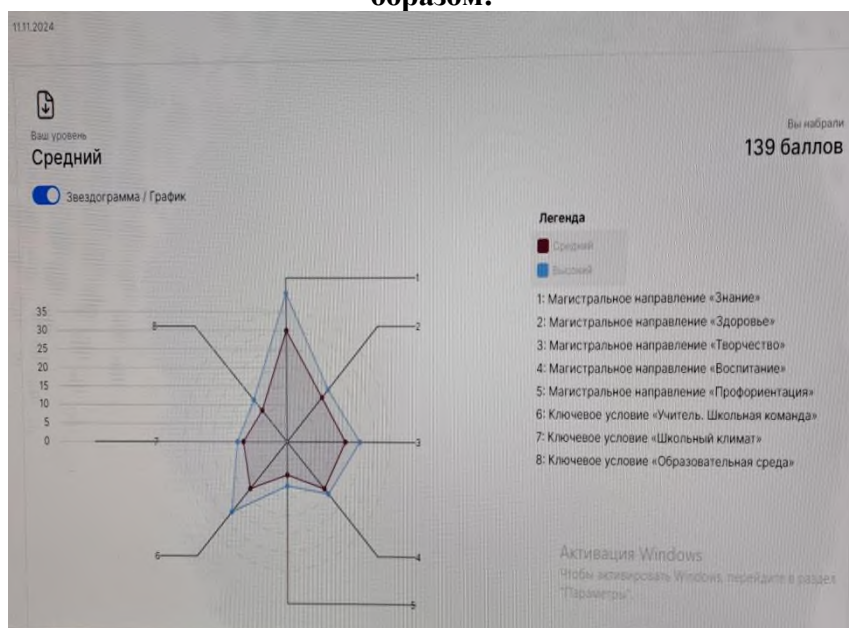 образом:
11.11.2024
Ваш уровень
Средний
Вы набрали
139 баллов
Звездограмма / График
Легенда
Средний
Высокий
1: Магистральное направление «Знание»
2: Магистральное направление «Здоровье»
3: Магистральное направление «Творчество»
4: Магистральное направление «Воспитание»
5: Магистральное направление «Профориентация»
6: Ключевое условие «Учитель. Школьная команда»
7: Ключевое условие «Школьный климат»
8: Ключевое условие «Образовательная среда»
35
30
25
20
15
10
5
0
1
2
3
4
5
6
7
8
Активация Windows
Чтобы активировать Windows, перейдите в раздел
"Параметры".